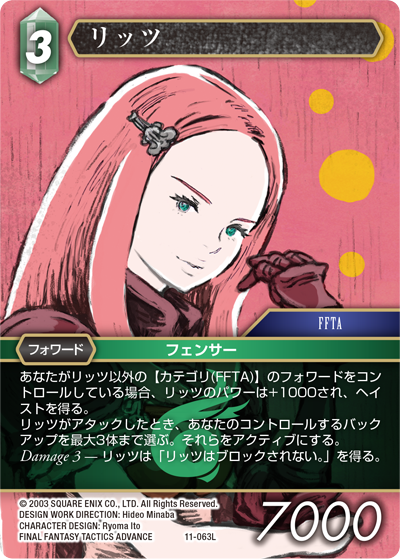 3
リッツ
FFTA
フォワード
フェンサー
あなたがリッツ以外の【カテゴリ(FFTA)】のフォワードをコン
トロールしている場合、リッツのパワーは+1000され、ヘイ
ストを得る。
リッツがアタックしたとき、あなたのコントロールするバック
アップを最大3体まで選ぶ。それらをアクティブにする。
Damage 3 ― リッツは「リッツはブロックされない。」を得る。
© 2003 SQUARE ENIX CO., LTD. All Rights Reserved.
DESIGN WORK DIRECTION: Hideo Minaba
CHARACTER DESIGN: Ryoma Ito
FINAL FANTASY TACTICS ADVANCE
11-063L
7000